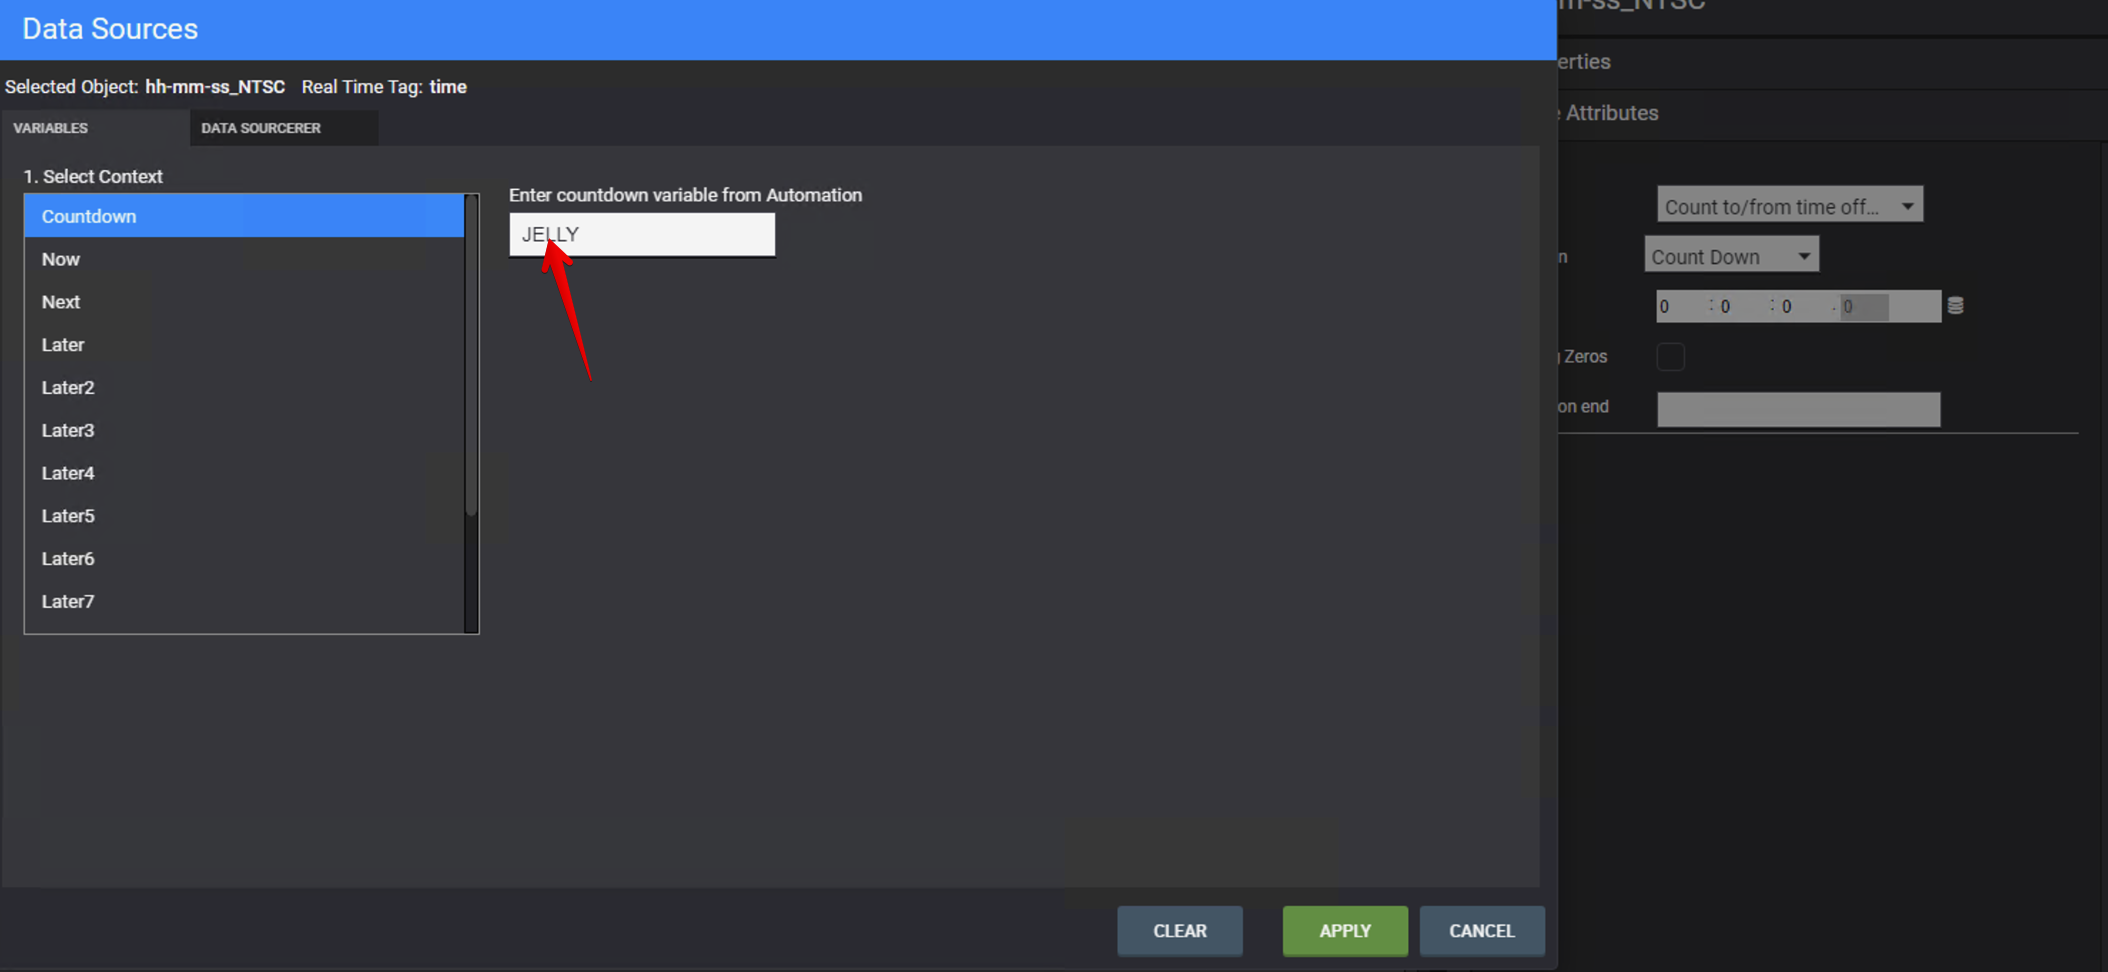 Data Sources
Selected Object: hh-mm-ss_NTSC Real Time Tag: time
VARIABLES
DATA SOURCERER
1. Select Context
Countdown
Now
Next
Later
Later2
Later3
Later4
Later5
Later6
Later7
Enter countdown variable from Automation
JELLY
CLEAR
APPLY
CANCEL
m-ss_NTSC
erties
Attributes
Count to/from time off...
n
Count Down
0 : 0 : 0 . 0
Zeros
on end